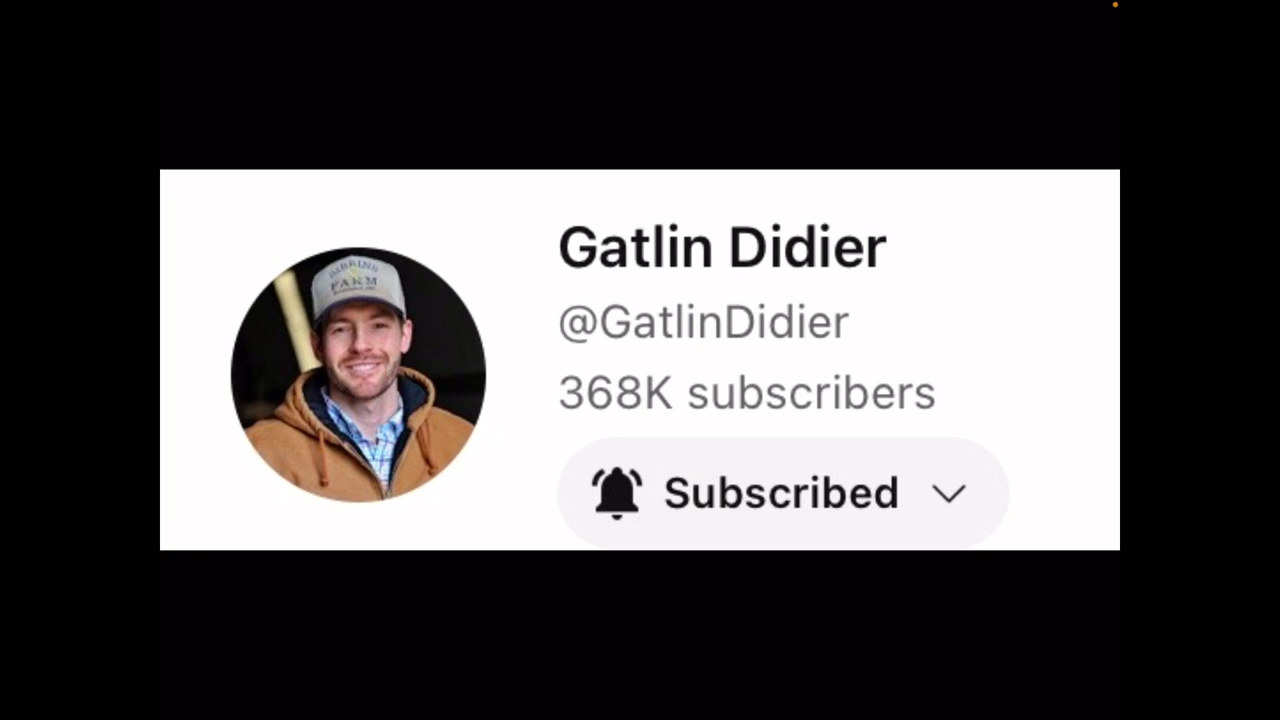 FARM
Gatlin Didier
@GatlinDidier
368K subscribers
Subscribed